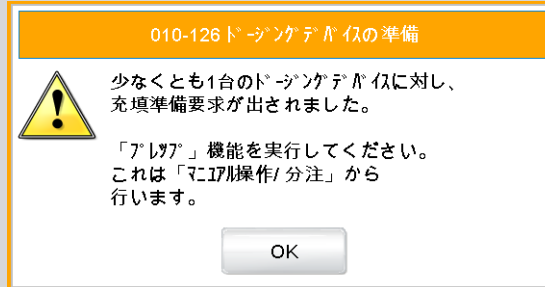 010-126ﾄﾞｰｼﾞﾝｸﾞﾃﾞﾊﾞｲｽの準備
少なくとも1台のﾄﾞｰｼﾞﾝｸﾞﾃﾞﾊﾞｲｽに対し、
充填準備要求が出されました。
「ﾌﾟﾚｻﾌﾟ」機能を実行してください。
これは「ﾏﾆｭｱﾙ操作/分注」から
行います。
OK